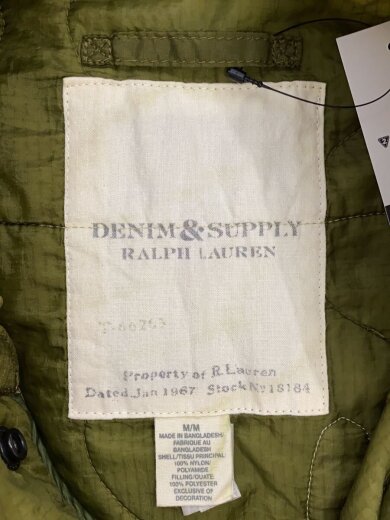 DENIM & SUPPLY
RALPH LAUREN
Property of R. Lauren
Dated Jan 1967 Stock Nº 18184
M/M
MADE IN BANGLADESH/
FABRIQUE AU
BANGLADESH
SHELL/TISSU PRINCIPAL:
100% NYLON/
POLYAMIDE
FILLING/OUATE:
100% POLYESTER
EXCLUSIVE OF
DECORATION